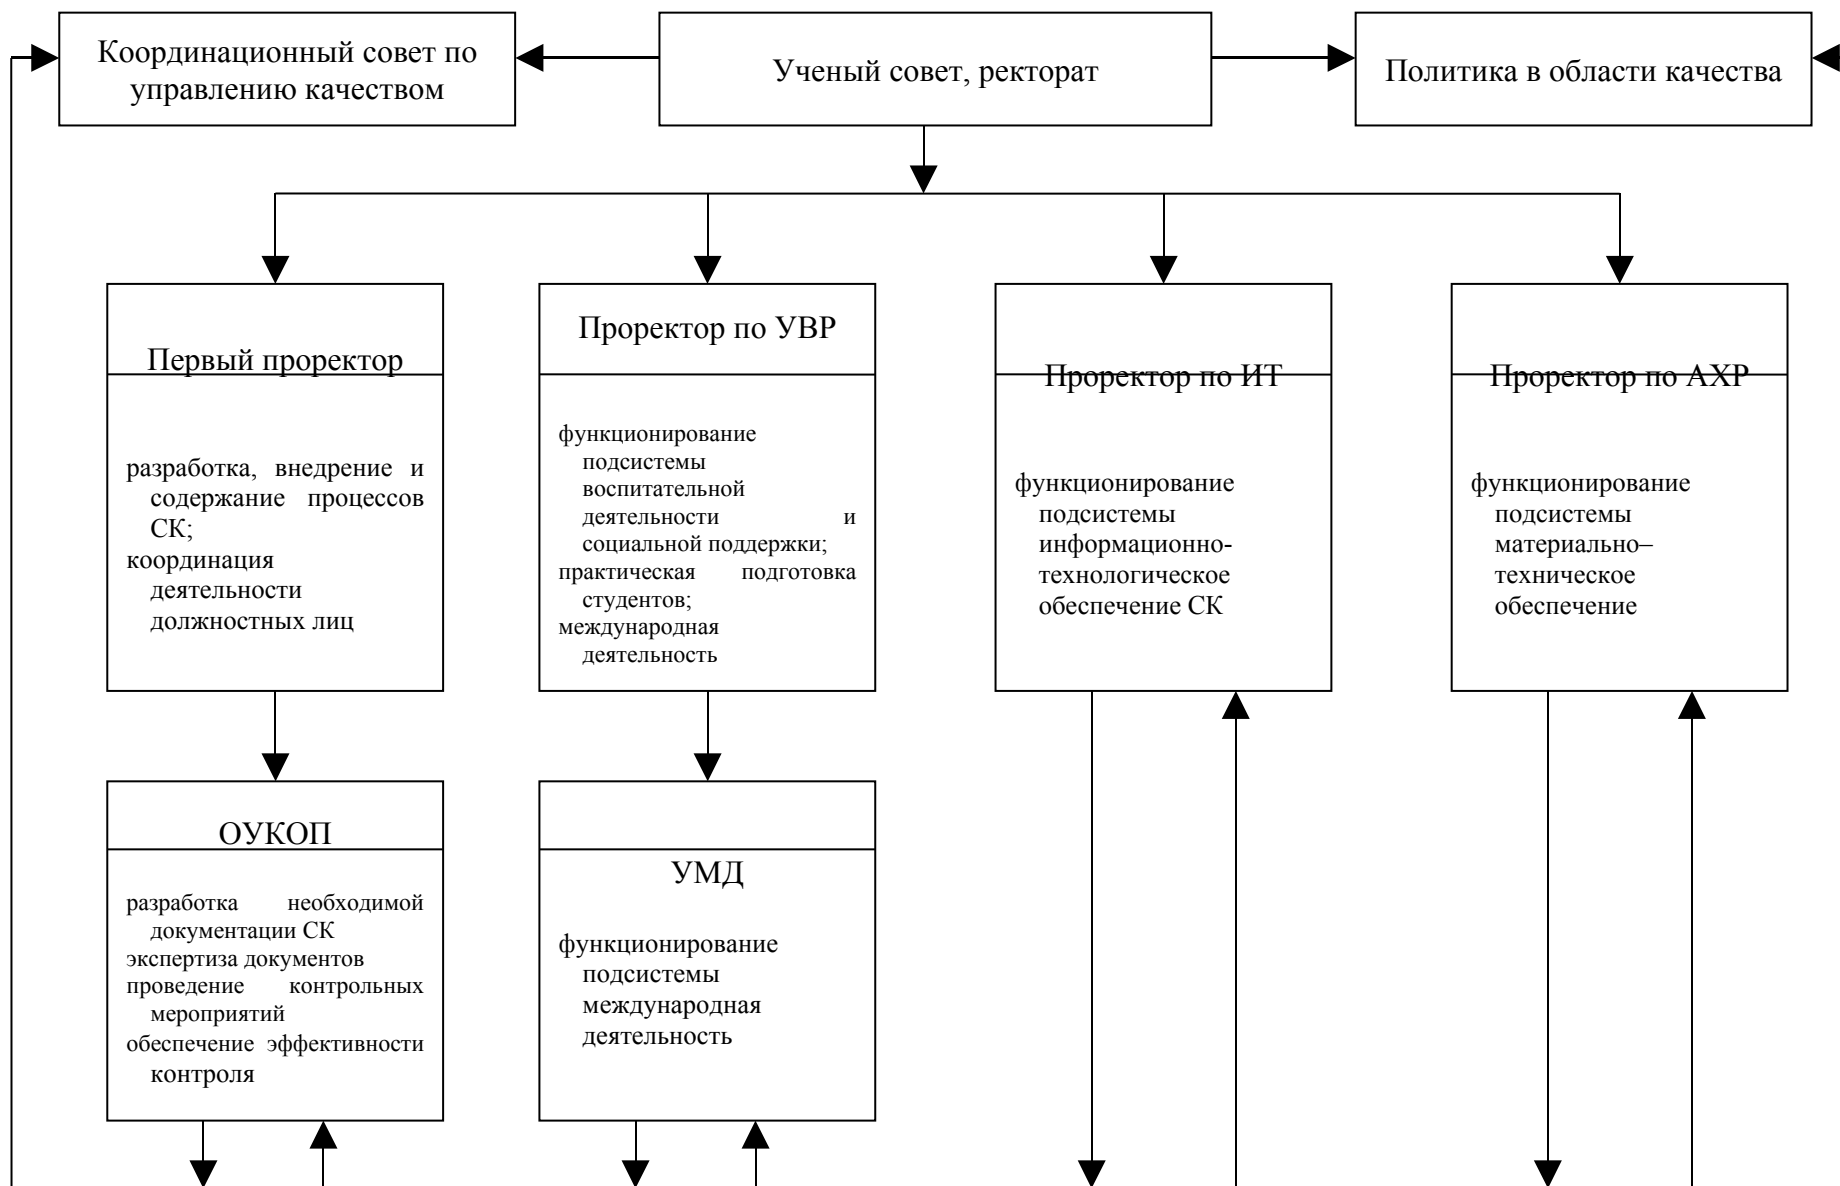 Координационный совет по
управлению качеством
Ученый совет, ректорат
Политика в области качества
Первый проректор
разработка, внедрение и
содержание процессов
СК;
координация
деятельности
должностных лиц
Проректор по УВР
функционирование
подсистемы
воспитательной
деятельности и
социальной поддержки;
практическая подготовка
студентов;
международная
деятельность
Проректор по ИТ
функционирование
подсистемы
информационно-
технологическое
обеспечение СК
Проректор по АХР
функционирование
подсистемы
материально–
техническое
обеспечение
ОУКОП
разработка необходимой
документации СК
экспертиза документов
проведение контрольных
мероприятий
обеспечение эффективности
контроля
УМД
функционирование
подсистемы
международная
деятельность